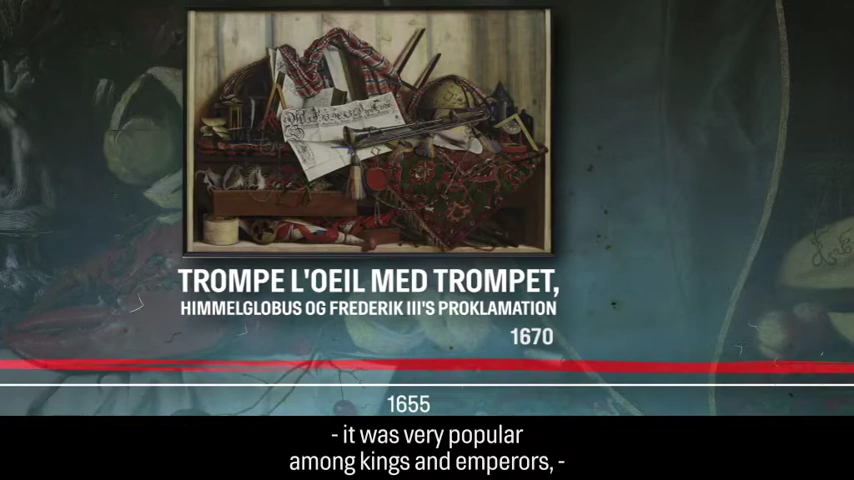 TROMPE L'OEIL MED TROMPET,
HIMMELGLOBUS OG FREDERIK III'S PROKLAMATION
1670
1655
- it was very popular
among kings and emperors, -